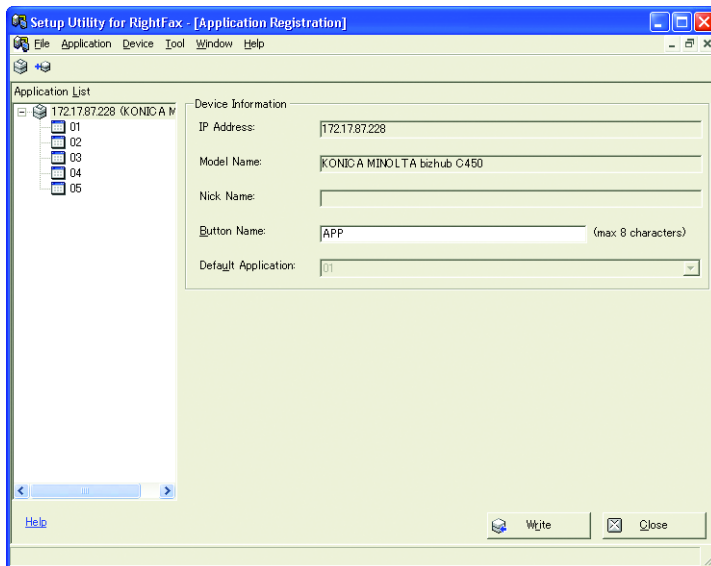 Setup Utility for RightFax - [Application Registration]
File Application Device Tool Window Help
Application List
172.17.87.228 (KONICA M
01
02
03
04
05
Device Information
IP Address: 172.17.87.228
Model Name: KONICA MINOLTA bizhub C450
Nick Name:
Button Name: APP (max 8 characters)
Default Application: 01
Help
Write Close